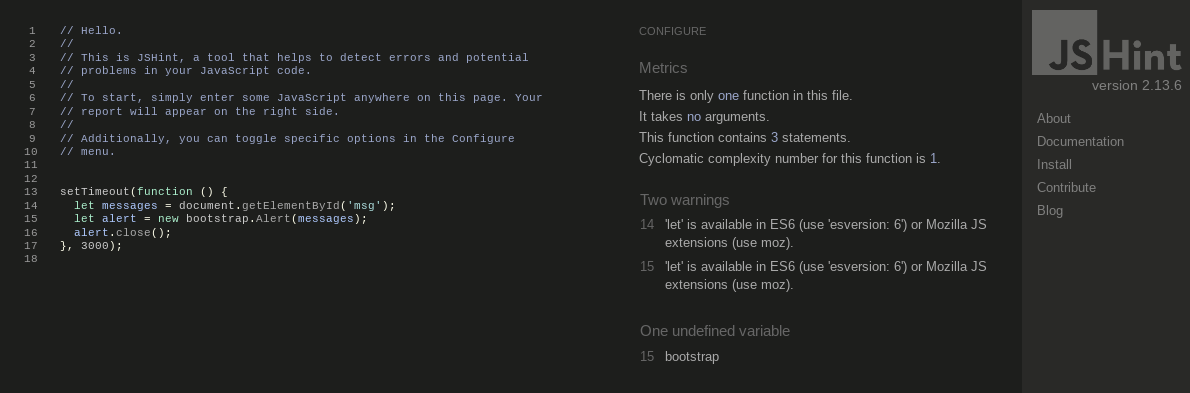 1 // Hello.
2 //
3 // This is JSHint, a tool that helps to detect errors and potential
4 // problems in your JavaScript code.
5 //
6 // To start, simply enter some JavaScript anywhere on this page. Your
7 // report will appear on the right side.
8 //
9 // Additionally, you can toggle specific options in the Configure
10 // menu.
11
12
13 setTimeout(function () {
14   let messages = document.getElementById('msg');
15   let alert = new bootstrap.Alert(messages);
16   alert.close();
17 }, 3000);
18
CONFIGURE
Metrics
There is only one function in this file.
It takes no arguments.
This function contains 3 statements.
Cyclomatic complexity number for this function is 1.
Two warnings
14 'let' is available in ES6 (use 'esversion: 6') or Mozilla JS
extensions (use moz).
15 'let' is available in ES6 (use 'esversion: 6') or Mozilla JS
extensions (use moz).
One undefined variable
15 bootstrap
JSHint
version 2.13.6
About
Documentation
Install
Contribute
Blog